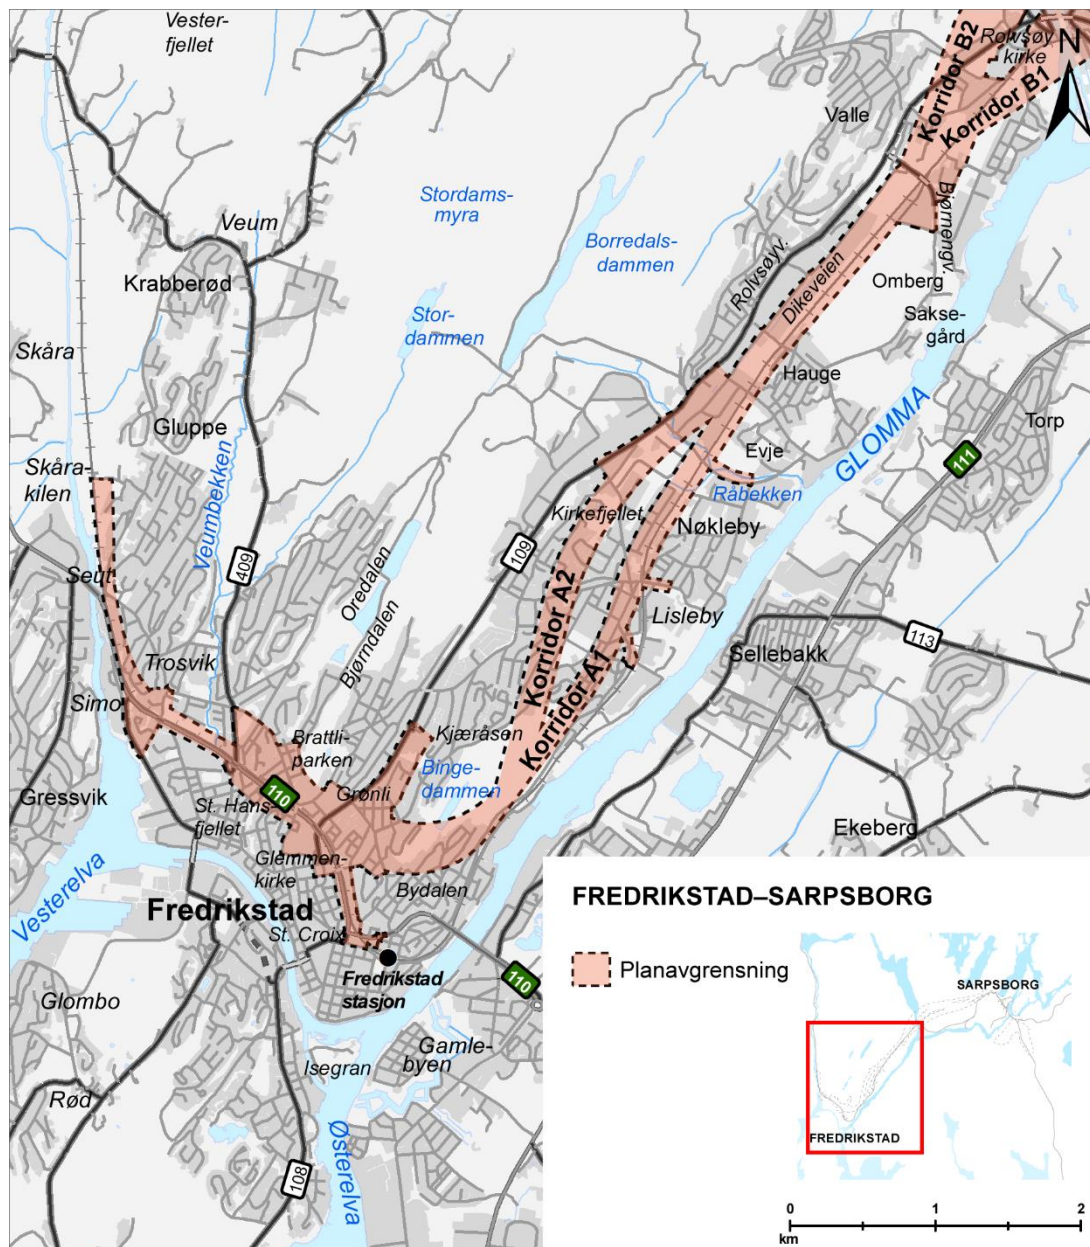 Vester-
fjellet
Rolvsøy
kirke
N
Korridor B2
Korridor B1
Valle
Stordams-
myra
Veum
Borredals-
dammen
Bjørnengv.
Krabberød
Rolvsøyv.
Dikeveien
Omberg
Stor-
dammen
Sakse-
gård
Skåra
Hauge
GLOMMA
Gluppe
Torp
Skåra-
kilen
Evje
111
Veumbekken
Råbekken
Kirkefjellet
Nøkleby
109
409
Seut
Oredalen
Korridor A2
Lisleby
Bjørndalen
113
Trosvik
Sellebakk
Korridor A1
Simo
Brattli-
parken
Kjæråsen
Binge-
dammen
Gressvik
110
Grønli
St. Hans-
fjellet
Ekeberg
Glemmen-
kirke
Bydalen
Vesterelva
Fredrikstad
St. Croix
Fredrikstad
stasjon
110
Glombo
Gamle-
byen
Isegran
Rød
Østerelva
108
FREDRIKSTAD–SARPSBORG
Planavgrensning
SARPSBORG
FREDRIKSTAD
0 1 2
km